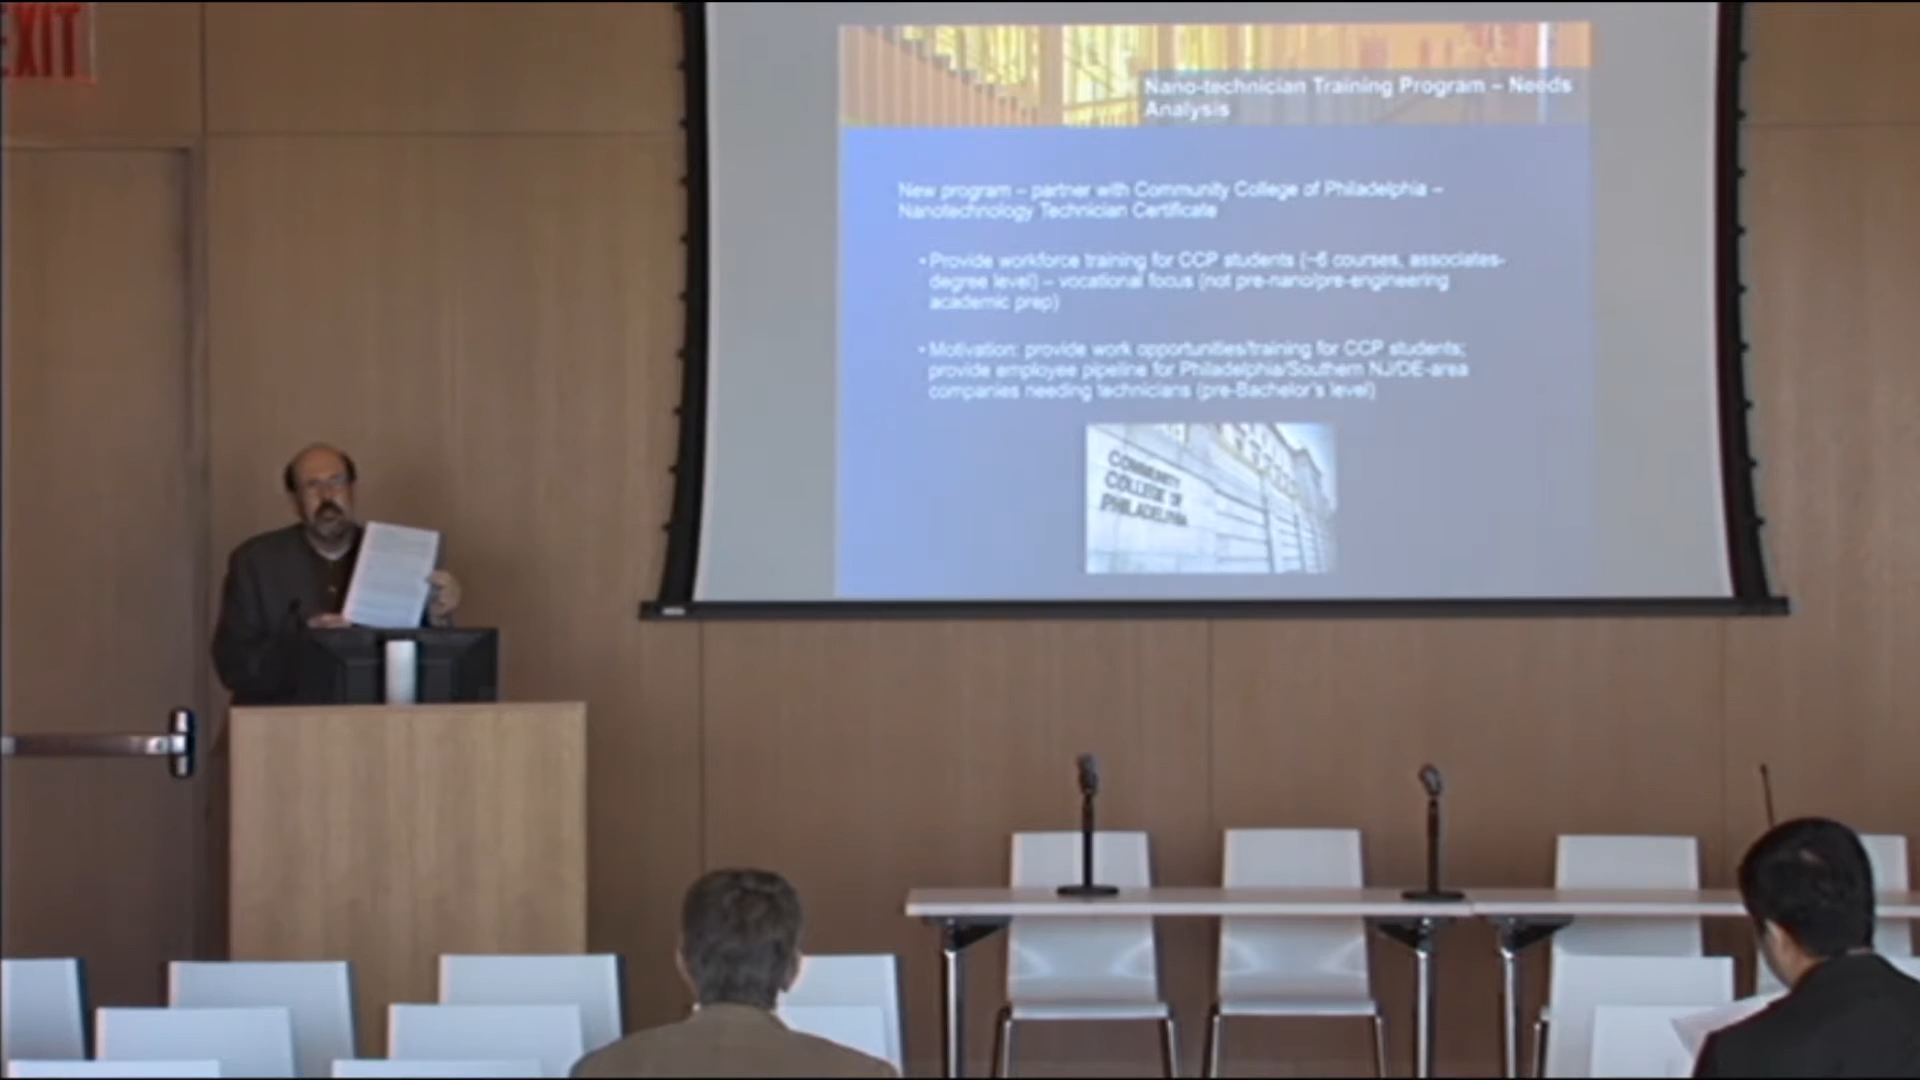 EXIT
Nano-technician Training Program – Needs
Analysis
New program – partner with Community College of Philadelphia –
Nanotechnology Technician Certificate
• Provide workforce training for CCP students (~6 courses, associates-
degree level) – vocational focus (not pre-nano/pre-engineering
academic prep)
• Motivation: provide work opportunities/training for CCP students;
provide employee pipeline for Philadelphia/Southern NJ/DE-area
companies needing technicians (pre-Bachelor's level)
COMMUNITY
COLLEGE OF
PHILADELPHIA